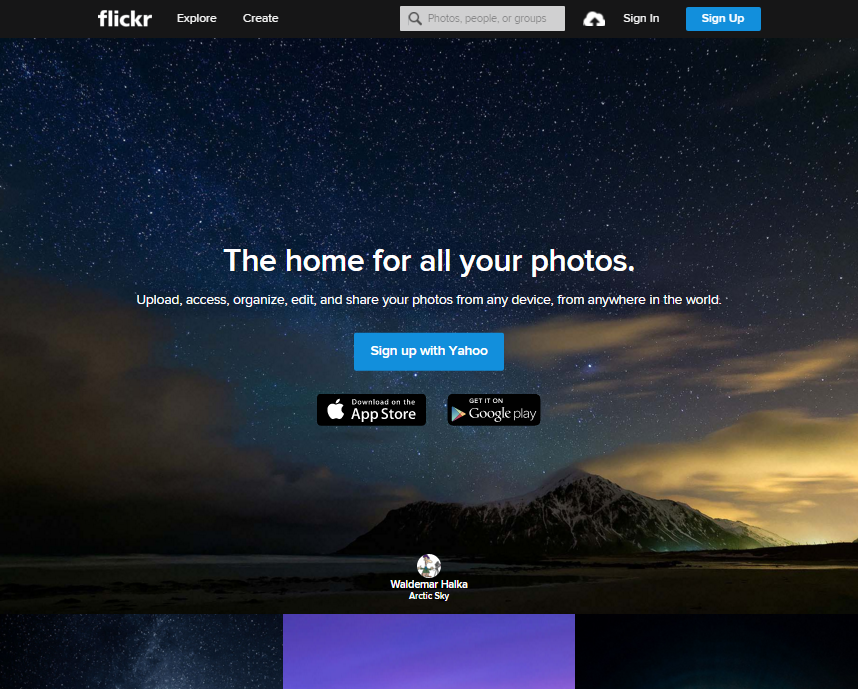 flickr Explore Create Photos, people, or groups Sign In Sign Up
The home for all your photos.
Upload, access, organize, edit, and share your photos from any device, from anywhere in the world.
Sign up with Yahoo
Download on the
App Store
GET IT ON
Google play
Waldemar Halka
Arctic Sky